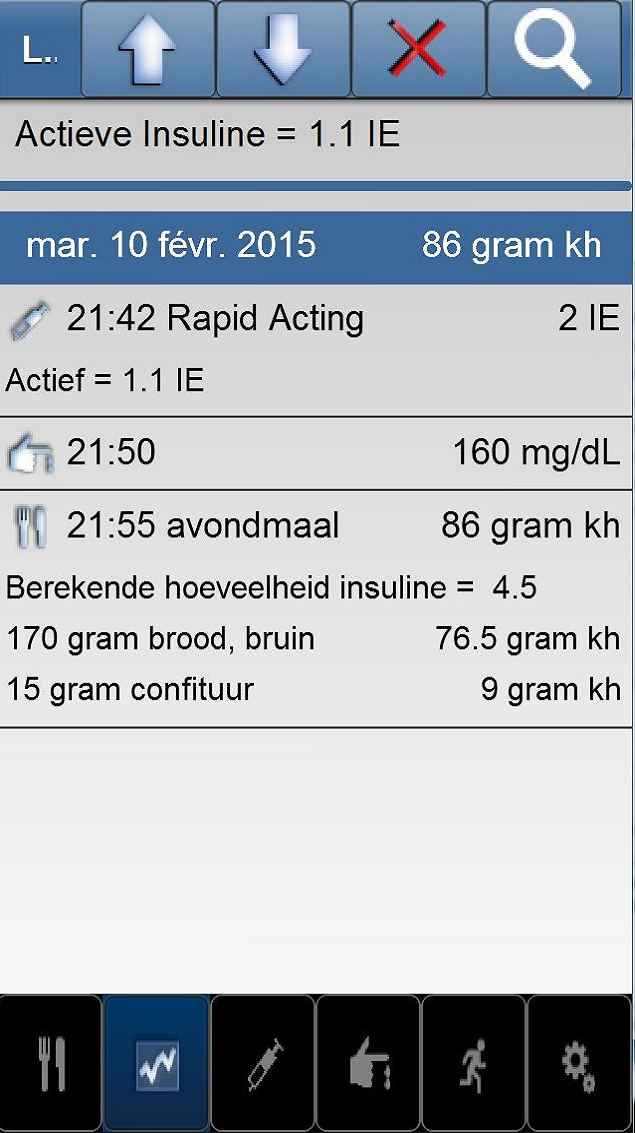 L..
Actieve Insuline = 1.1 IE
mar. 10 févr. 2015 86 gram kh
21:42 Rapid Acting 2 IE
Actief = 1.1 IE
21:50 160 mg/dL
21:55 avondmaal 86 gram kh
Berekende hoeveelheid insuline = 4.5
170 gram brood, bruin 76.5 gram kh
15 gram confituur 9 gram kh